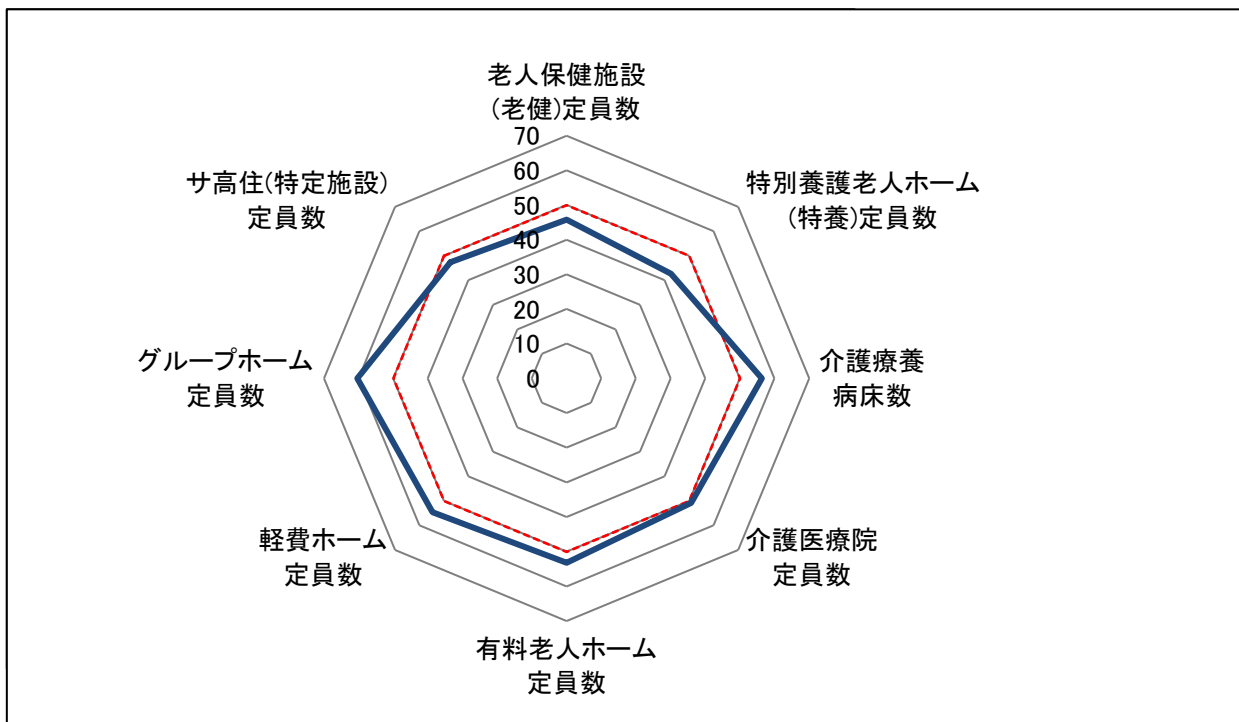 老人保健施設
(老健)定員数
特別養護老人ホーム
(特養)定員数
介護療養
病床数
介護医療院
定員数
有料老人ホーム
定員数
軽費ホーム
定員数
グループホーム
定員数
サ高住(特定施設)
定員数
70
60
50
40
30
20
10
0